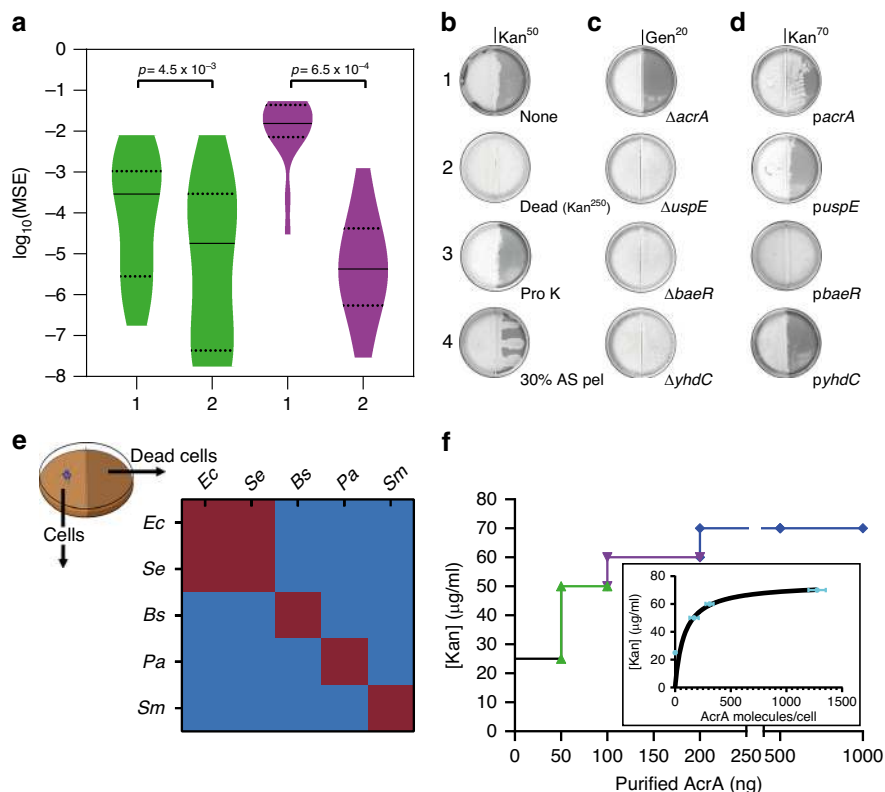 a
0
−1
−2
−3
−4
−5
−6
−7
−8
log10(MSE)
p= 4.5 x 10−3
p= 6.5 x 10−4
1 2 1 2
b
Kan50
1
None
2
Dead (Kan250)
3
Pro K
4
30% AS pel
c
Gen20
ΔacrA
ΔuspE
ΔbaeR
ΔyhdC
d
Kan70
pacrA
puspE
pbaeR
pyhdC
e
Dead cells
Cells
Ec Se Bs Pa Sm
Ec
Se
Bs
Pa
Sm
f
80
70
60
50
40
30
20
10
0
[Kan] (μg/ml)
0 50 100 150 200 250 500 1000
Purified AcrA (ng)
80
60
40
20
0
[Kan] (μg/ml)
0 500 1000 1500
AcrA molecules/cell